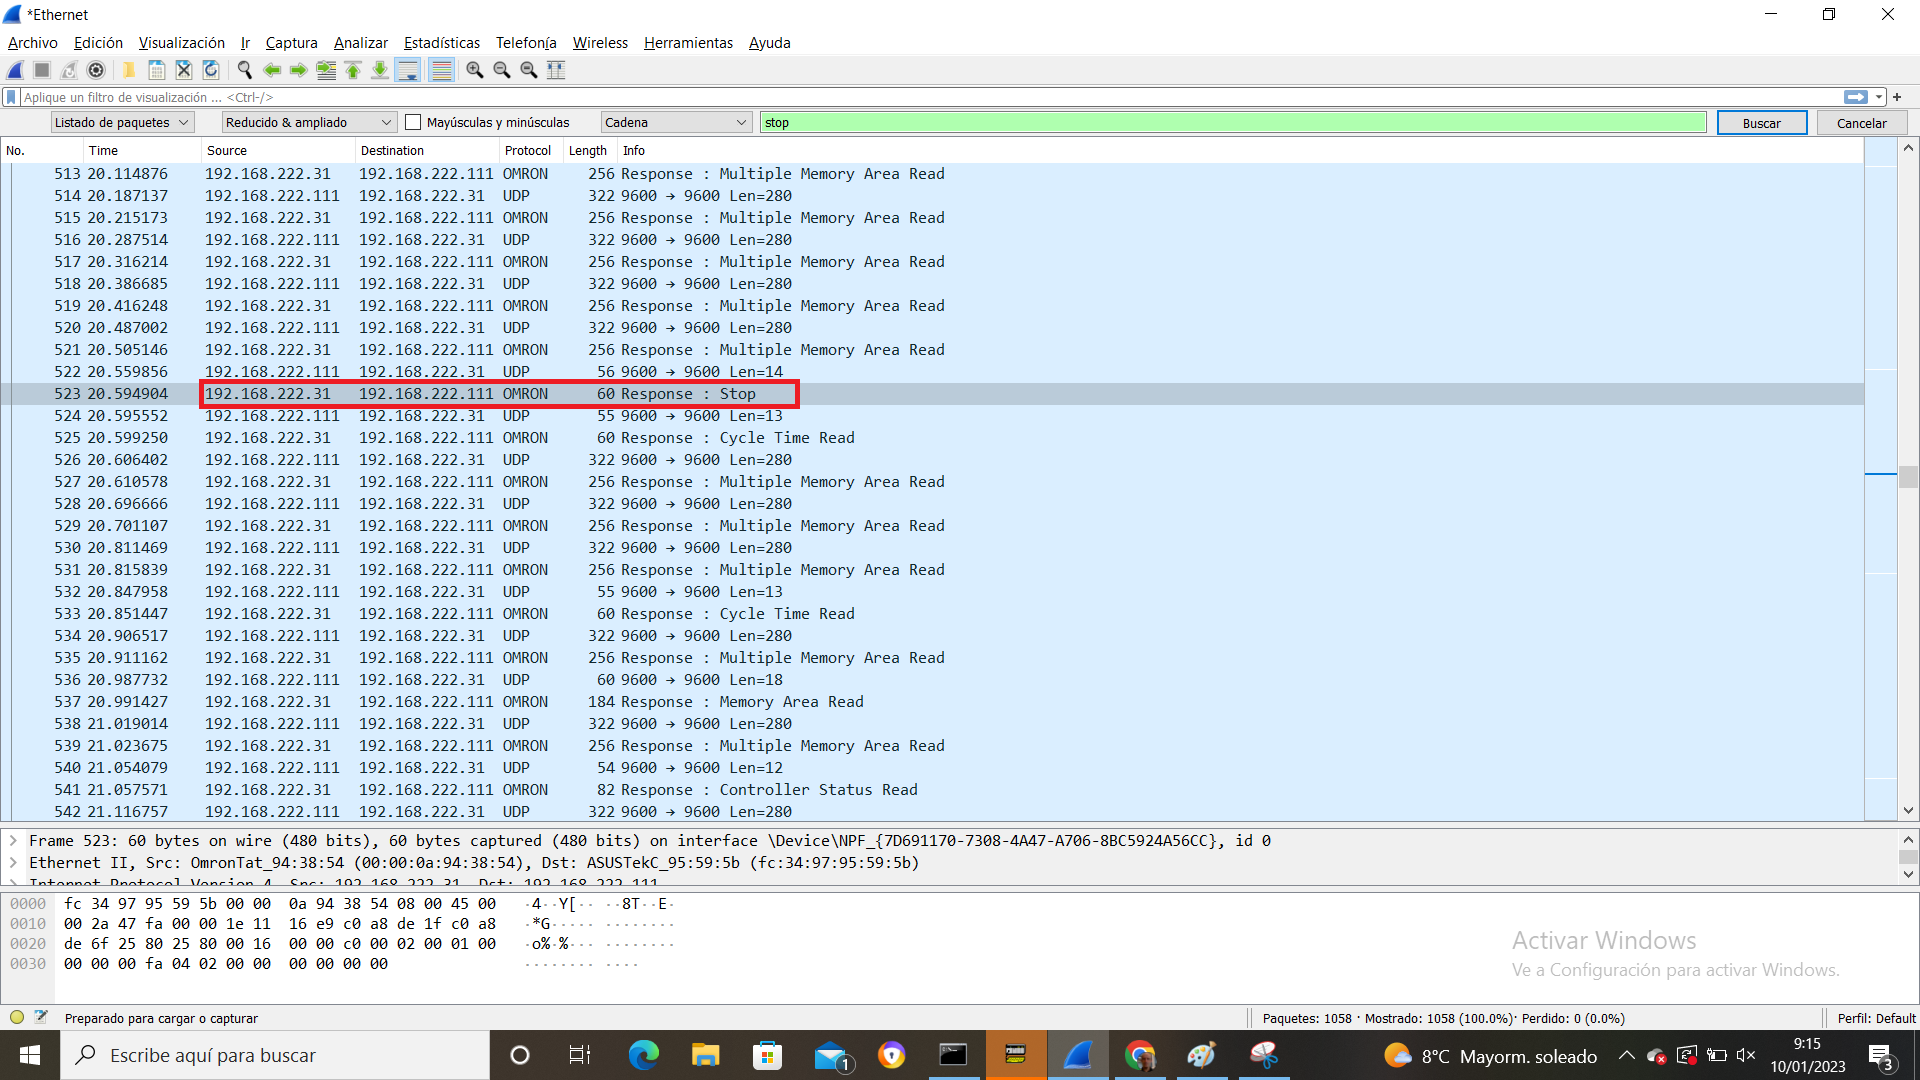 *Ethernet
Archivo Edición Visualización Ir Captura Analizar Estadísticas Telefonía Wireless Herramientas Ayuda
Aplique un filtro de visualización ... <Ctrl-/>
Listado de paquetes Reducido & ampliado Mayúsculas y minúsculas Cadena stop Buscar Cancelar
No. Time Source Destination Protocol Length Info
513 20.114876 192.168.222.31 192.168.222.111 OMRON 256 Response : Multiple Memory Area Read
514 20.187137 192.168.222.111 192.168.222.31 UDP 322 9600 → 9600 Len=280
515 20.215173 192.168.222.31 192.168.222.111 OMRON 256 Response : Multiple Memory Area Read
516 20.287514 192.168.222.111 192.168.222.31 UDP 322 9600 → 9600 Len=280
517 20.316214 192.168.222.31 192.168.222.111 OMRON 256 Response : Multiple Memory Area Read
518 20.386685 192.168.222.111 192.168.222.31 UDP 322 9600 → 9600 Len=280
519 20.416248 192.168.222.31 192.168.222.111 OMRON 256 Response : Multiple Memory Area Read
520 20.487002 192.168.222.111 192.168.222.31 UDP 322 9600 → 9600 Len=280
521 20.505146 192.168.222.31 192.168.222.111 OMRON 256 Response : Multiple Memory Area Read
522 20.559856 192.168.222.111 192.168.222.31 UDP 56 9600 → 9600 Len=14
523 20.594904 192.168.222.31 192.168.222.111 OMRON 60 Response : Stop
524 20.595552 192.168.222.111 192.168.222.31 UDP 55 9600 → 9600 Len=13
525 20.599250 192.168.222.31 192.168.222.111 OMRON 60 Response : Cycle Time Read
526 20.606402 192.168.222.111 192.168.222.31 UDP 322 9600 → 9600 Len=280
527 20.610578 192.168.222.31 192.168.222.111 OMRON 256 Response : Multiple Memory Area Read
528 20.696666 192.168.222.111 192.168.222.31 UDP 322 9600 → 9600 Len=280
529 20.701107 192.168.222.31 192.168.222.111 OMRON 256 Response : Multiple Memory Area Read
530 20.811469 192.168.222.111 192.168.222.31 UDP 322 9600 → 9600 Len=280
531 20.815839 192.168.222.31 192.168.222.111 OMRON 256 Response : Multiple Memory Area Read
532 20.847958 192.168.222.111 192.168.222.31 UDP 55 9600 → 9600 Len=13
533 20.851447 192.168.222.31 192.168.222.111 OMRON 60 Response : Cycle Time Read
534 20.906517 192.168.222.111 192.168.222.31 UDP 322 9600 → 9600 Len=280
535 20.911162 192.168.222.31 192.168.222.111 OMRON 256 Response : Multiple Memory Area Read
536 20.987732 192.168.222.111 192.168.222.31 UDP 60 9600 → 9600 Len=18
537 20.991427 192.168.222.31 192.168.222.111 OMRON 184 Response : Memory Area Read
538 21.019014 192.168.222.111 192.168.222.31 UDP 322 9600 → 9600 Len=280
539 21.023675 192.168.222.31 192.168.222.111 OMRON 256 Response : Multiple Memory Area Read
540 21.054079 192.168.222.111 192.168.222.31 UDP 54 9600 → 9600 Len=12
541 21.057571 192.168.222.31 192.168.222.111 OMRON 82 Response : Controller Status Read
542 21.116757 192.168.222.111 192.168.222.31 UDP 322 9600 → 9600 Len=280
Frame 523: 60 bytes on wire (480 bits), 60 bytes captured (480 bits) on interface \Device\NPF_{7D691170-7308-4A47-A706-8BC5924A56CC}, id 0
Ethernet II, Src: OmronTat_94:38:54 (00:00:0a:94:38:54), Dst: ASUSTekC_95:59:5b (fc:34:97:95:59:5b)
Internet Protocol Version 4, Src: 192.168.222.31, Dst: 192.168.222.111
0000 fc 34 97 95 59 5b 00 00 0a 94 38 54 08 00 45 00 ·4··Y[·· ··8T··E·
0010 00 2a 47 fa 00 00 1e 11 16 e9 c0 a8 de 1f c0 a8 ·*G····· ········
0020 de 6f 25 80 25 80 00 16 00 00 c0 00 02 00 01 00 ·o%·%··· ········
0030 00 00 00 fa 04 02 00 00 00 00 00 00 ········ ····
Activar Windows
Ve a Configuración para activar Windows.
Preparado para cargar o capturar Paquetes: 1058 · Mostrado: 1058 (100.0%)· Perdido: 0 (0.0%) Perfil: Default
Escribe aquí para buscar 1 8°C Mayorm. soleado 9:15
10/01/2023 3